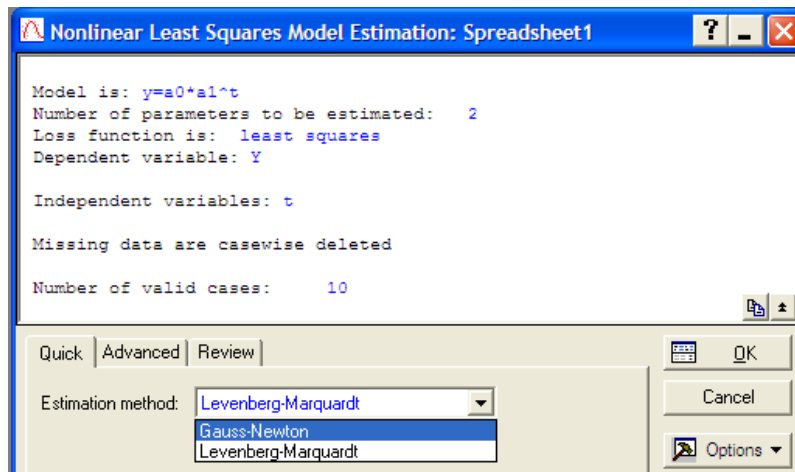 Nonlinear Least Squares Model Estimation: Spreadsheet1
Model is: y=a0*a1^t
Number of parameters to be estimated: 2
Loss function is: least squares
Dependent variable: Y
Independent variables: t
Missing data are casewise deleted
Number of valid cases: 10
Quick Advanced Review
OK
Estimation method: Levenberg-Marquardt
Cancel
Gauss-Newton
Levenberg-Marquardt
Options